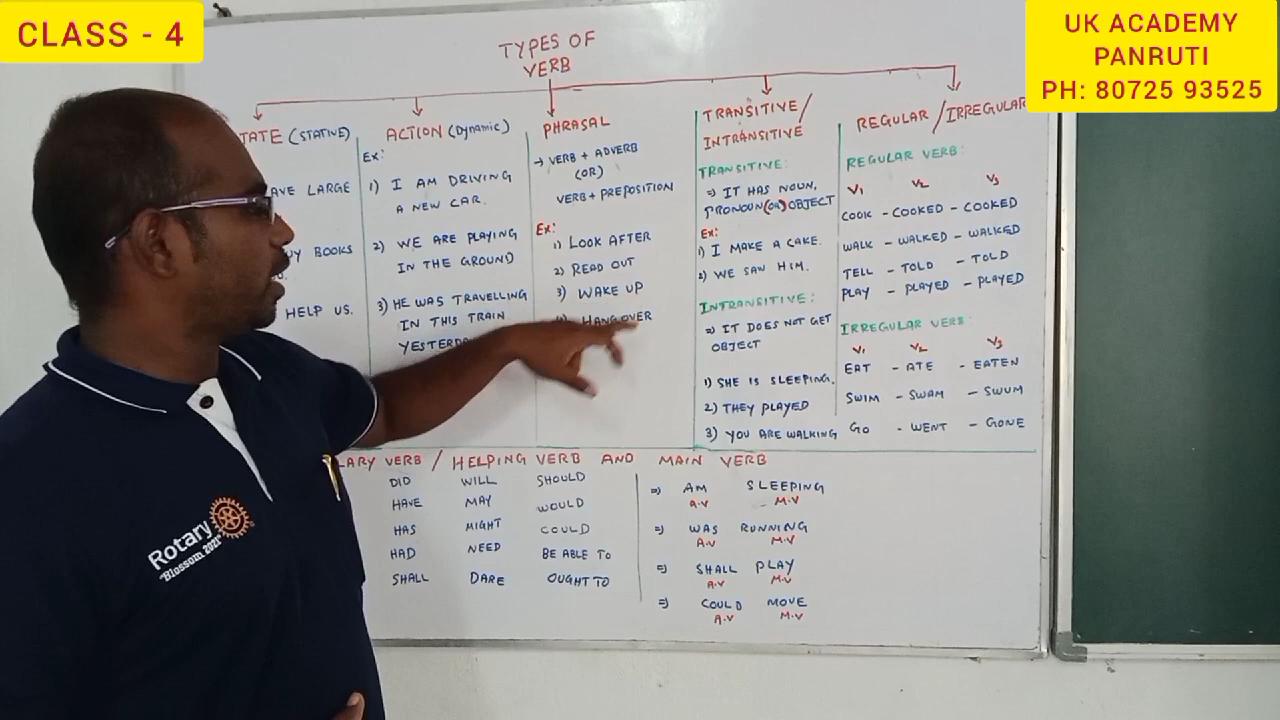 CLASS - 4
UK ACADEMY
PANRUTI
PH: 80725 93525
TYPES OF
VERB
TATE (STATIVE)
AVE LARGE
UY BOOKS
HELP US.
ACTION (Dynamic)
Ex:
1) I AM DRIVING
A NEW CAR.
2) WE ARE PLAYING
IN THE GROUND
3) HE WAS TRAVELLING
IN THIS TRAIN
YESTERDA
PHRASAL
→ VERB + ADVERB
(OR)
VERB + PREPOSITION
Ex:
1) LOOK AFTER
2) READ OUT
3) WAKE UP
HANGOVER
TRANSITIVE /
INTRANSITIVE
TRANSITIVE:
⇒ IT HAS NOUN,
PRONOUN (OR) OBJECT
Ex:
1) I MAKE A CAKE.
2) WE SAW HIM.
INTRANSITIVE:
⇒ IT DOES NOT GET
OBJECT
1) SHE IS SLEEPING.
2) THEY PLAYED
3) YOU ARE WALKING
REGULAR / IRREGULAR
REGULAR VERB:
V1 V2 V3
COOK - COOKED - COOKED
WALK - WALKED - WALKED
TELL - TOLD - TOLD
PLAY - PLAYED - PLAYED
IRREGULAR VERB:
V1 V2 V3
EAT - ATE - EATEN
SWIM - SWAM - SWUM
GO - WENT - GONE
LARY VERB / HELPING VERB AND MAIN VERB
DID WILL SHOULD
HAVE MAY WOULD
HAS MIGHT COULD
HAD NEED BE ABLE TO
SHALL DARE OUGHT TO
⇒ AM SLEEPING
A.V M.V
⇒ WAS RUNNING
A.V M.V
⇒ SHALL PLAY
A.V M.V
⇒ COULD MOVE
A.V M.V
Rotary
"Blossom 2021"